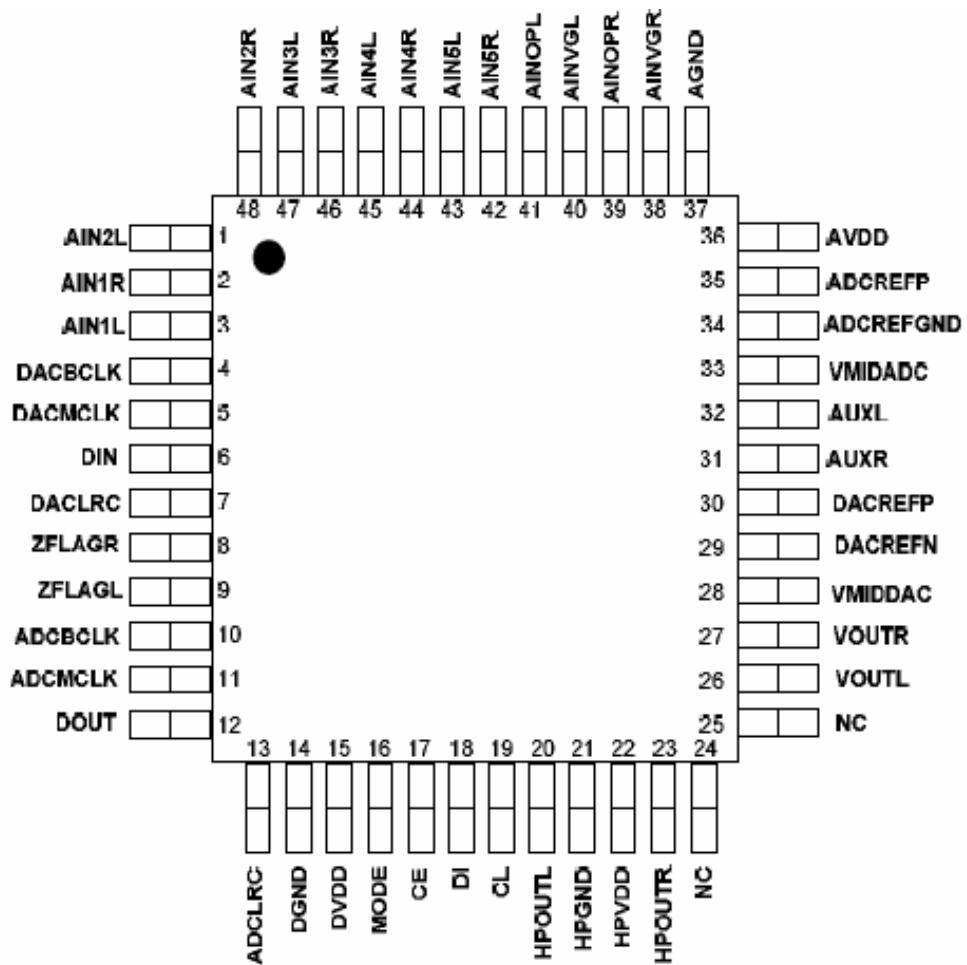 AIN2R AIN3L AIN3R AIN4L AIN4R AIN5L AIN5R AINOPL AINVGL AINOPR AINVGR AGND
48 47 46 45 44 43 42 41 40 39 38 37
AIN2L 1 36 AVDD
AIN1R 2 35 ADCREFP
AIN1L 3 34 ADCREFGND
DACBCLK 4 33 VMIDADC
DACMCLK 5 32 AUXL
DIN 6 31 AUXR
DACLRC 7 30 DACREFP
ZFLAGR 8 29 DACREFN
ZFLAGL 9 28 VMIDDAC
ADCBCLK 10 27 VOUTR
ADCMCLK 11 26 VOUTL
DOUT 12 25 NC
13 14 15 16 17 18 19 20 21 22 23 24
ADCLRC DGND DVDD MODE CE DI CL HPOUTL HPGND HPVDD HPOUTR NC